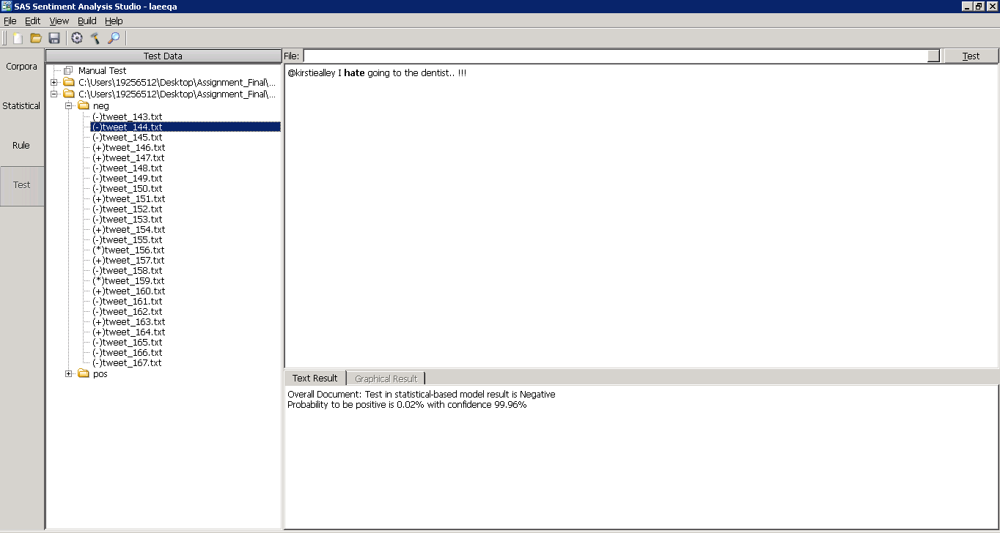 SAS Sentiment Analysis Studio - laeeqa
File Edit View Build Help
Corpora
Statistical
Rule
Test
Test Data
Manual Test
C:\Users\19256512\Desktop\Assignment_Final\...
C:\Users\19256512\Desktop\Assignment_Final\...
neg
(-)tweet_143.txt
(-)tweet_144.txt
(-)tweet_145.txt
(+)tweet_146.txt
(+)tweet_147.txt
(-)tweet_148.txt
(-)tweet_149.txt
(-)tweet_150.txt
(+)tweet_151.txt
(-)tweet_152.txt
(-)tweet_153.txt
(+)tweet_154.txt
(-)tweet_155.txt
(*)tweet_156.txt
(+)tweet_157.txt
(-)tweet_158.txt
(*)tweet_159.txt
(+)tweet_160.txt
(-)tweet_161.txt
(-)tweet_162.txt
(+)tweet_163.txt
(+)tweet_164.txt
(-)tweet_165.txt
(-)tweet_166.txt
(-)tweet_167.txt
pos
File: Test
@kirstiealley I hate going to the dentist.. !!!
Text Result Graphical Result
Overall Document: Test in statistical-based model result is Negative
Probability to be positive is 0.02% with confidence 99.96%